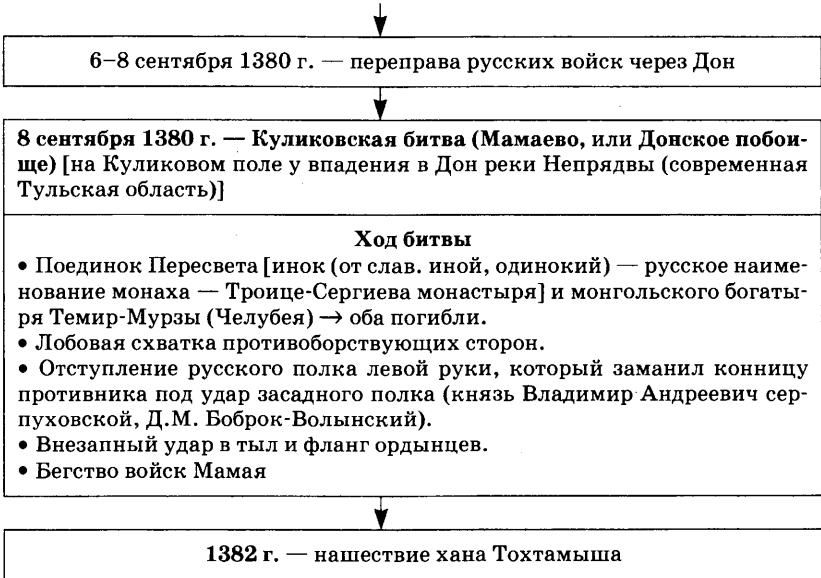 6–8 сентября 1380 г. — переправа русских войск через Дон
8 сентября 1380 г. — Куликовская битва (Мамаево, или Донское побои-
ще) [на Куликовом поле у впадения в Дон реки Непрядвы (современная
Тульская область)]
Ход битвы
• Поединок Пересвета [инок (от слав. иной, одинокий) — русское наиме-
нование монаха — Троице-Сергиева монастыря] и монгольского богаты-
ря Темир-Мурзы (Челубея) → оба погибли.
• Лобовая схватка противоборствующих сторон.
• Отступление русского полка левой руки, который заманил конницу
противника под удар засадного полка (князь Владимир Андреевич сер-
пуховской, Д.М. Боброк-Волынский).
• Внезапный удар в тыл и фланг ордынцев.
• Бегство войск Мамая
1382 г. — нашествие хана Тохтамыша